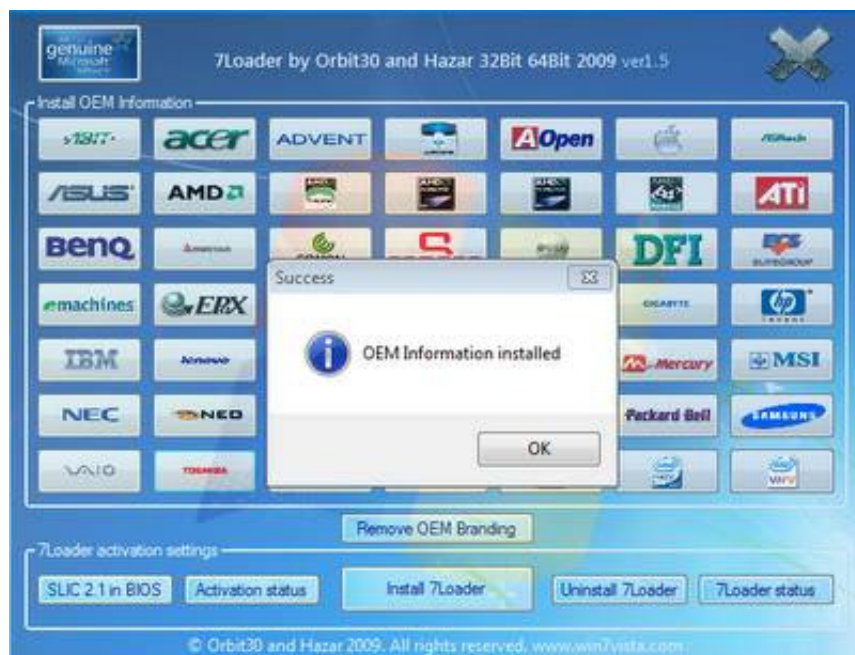 genuine
Microsoft
7Loader by Orbit30 and Hazar 32Bit 64Bit 2009 ver1.5
Install OEM Information
acer
ADVENT
AOpen
ASRock
ASUS
AMD
ATI
BenQ
DFI
ECS
ELITEGROUP
Success
emachines
ERX
GIGABYTE
hp
invent
OEM Information installed
IBM
lenovo
Mercury
MSI
NEC
NEO
Packard Bell
SAMSUNG
OK
VAIO
TOSHIBA
Remove OEM Branding
7Loader activation settings
SLIC 2.1 in BIOS
Activation status
Install 7Loader
Uninstall 7Loader
7Loader status
© Orbit30 and Hazar 2009. All rights reserved. www.win7vista.com